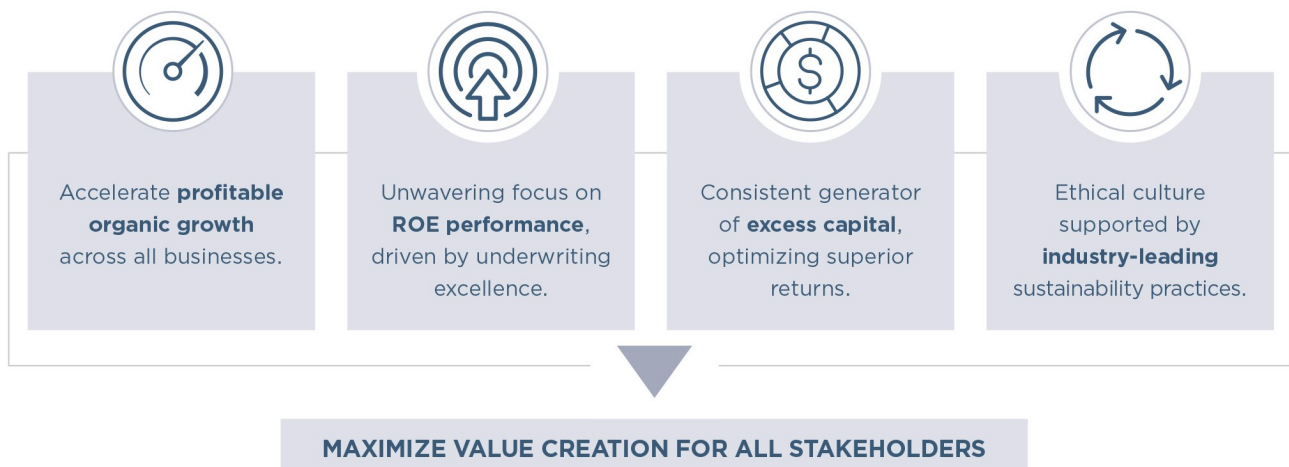 Accelerate profitable
organic growth
across all businesses.
Unwavering focus on
ROE performance,
driven by underwriting
excellence.
Consistent generator
of excess capital,
optimizing superior
returns.
Ethical culture
supported by
industry-leading
sustainability practices.
MAXIMIZE VALUE CREATION FOR ALL STAKEHOLDERS